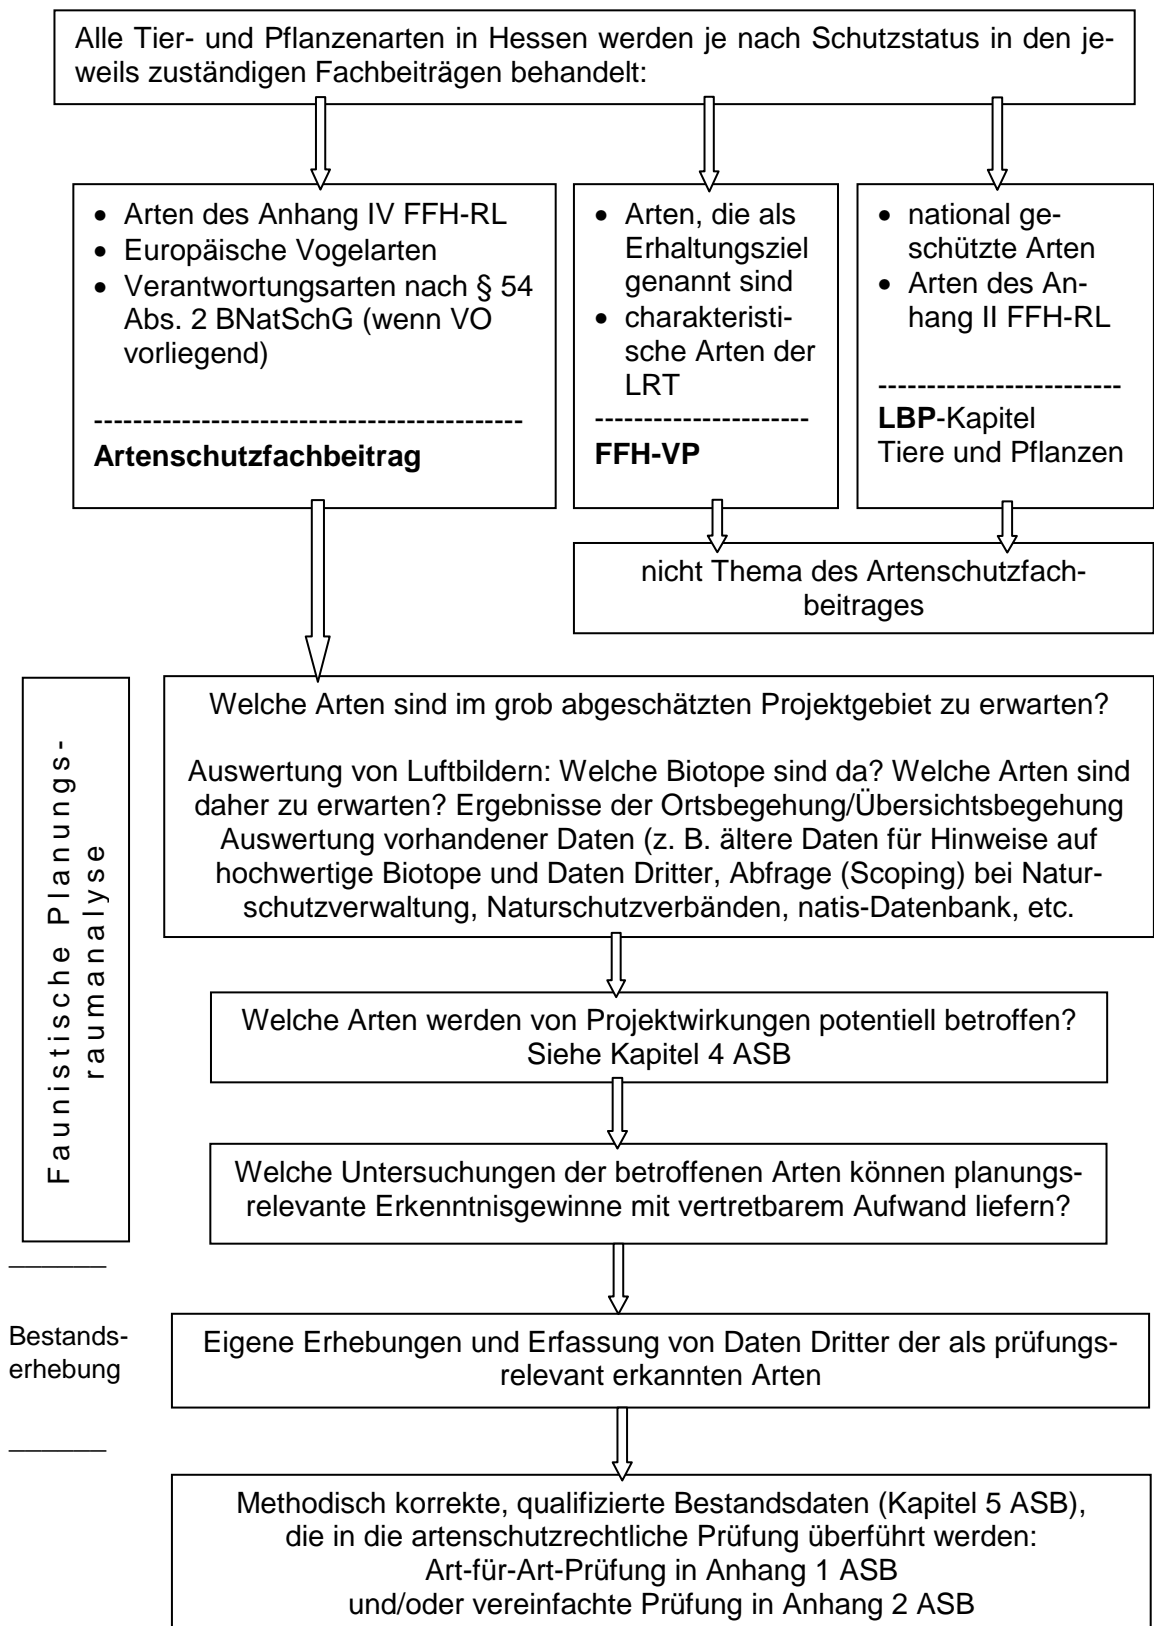 Alle Tier- und Pflanzenarten in Hessen werden je nach Schutzstatus in den je-
weils zuständigen Fachbeiträgen behandelt:
• Arten des Anhang IV FFH-RL
• Europäische Vogelarten
• Verantwortungsarten nach § 54
Abs. 2 BNatSchG (wenn VO
vorliegend)
--------------------------------------------
Artenschutzfachbeitrag
• Arten, die als
Erhaltungsziel
genannt sind
• charakteristi-
sche Arten der
LRT
----------------------
FFH-VP
• national ge-
schützte Arten
• Arten des An-
hang II FFH-RL
-------------------------
LBP-Kapitel
Tiere und Pflanzen
nicht Thema des Artenschutzfach-
beitrages
Faunistische Planungs-
raumanalyse
Welche Arten sind im grob abgeschätzten Projektgebiet zu erwarten?
Auswertung von Luftbildern: Welche Biotope sind da? Welche Arten sind
daher zu erwarten? Ergebnisse der Ortsbegehung/Übersichtsbegehung
Auswertung vorhandener Daten (z. B. ältere Daten für Hinweise auf
hochwertige Biotope und Daten Dritter, Abfrage (Scoping) bei Natur-
schutzverwaltung, Naturschutzverbänden, natis-Datenbank, etc.
Welche Arten werden von Projektwirkungen potentiell betroffen?
Siehe Kapitel 4 ASB
Welche Untersuchungen der betroffenen Arten können planungs-
relevante Erkenntnisgewinne mit vertretbarem Aufwand liefern?
______
Bestands-
erhebung
______
Eigene Erhebungen und Erfassung von Daten Dritter der als prüfungs-
relevant erkannten Arten
Methodisch korrekte, qualifizierte Bestandsdaten (Kapitel 5 ASB),
die in die artenschutzrechtliche Prüfung überführt werden:
Art-für-Art-Prüfung in Anhang 1 ASB
und/oder vereinfachte Prüfung in Anhang 2 ASB